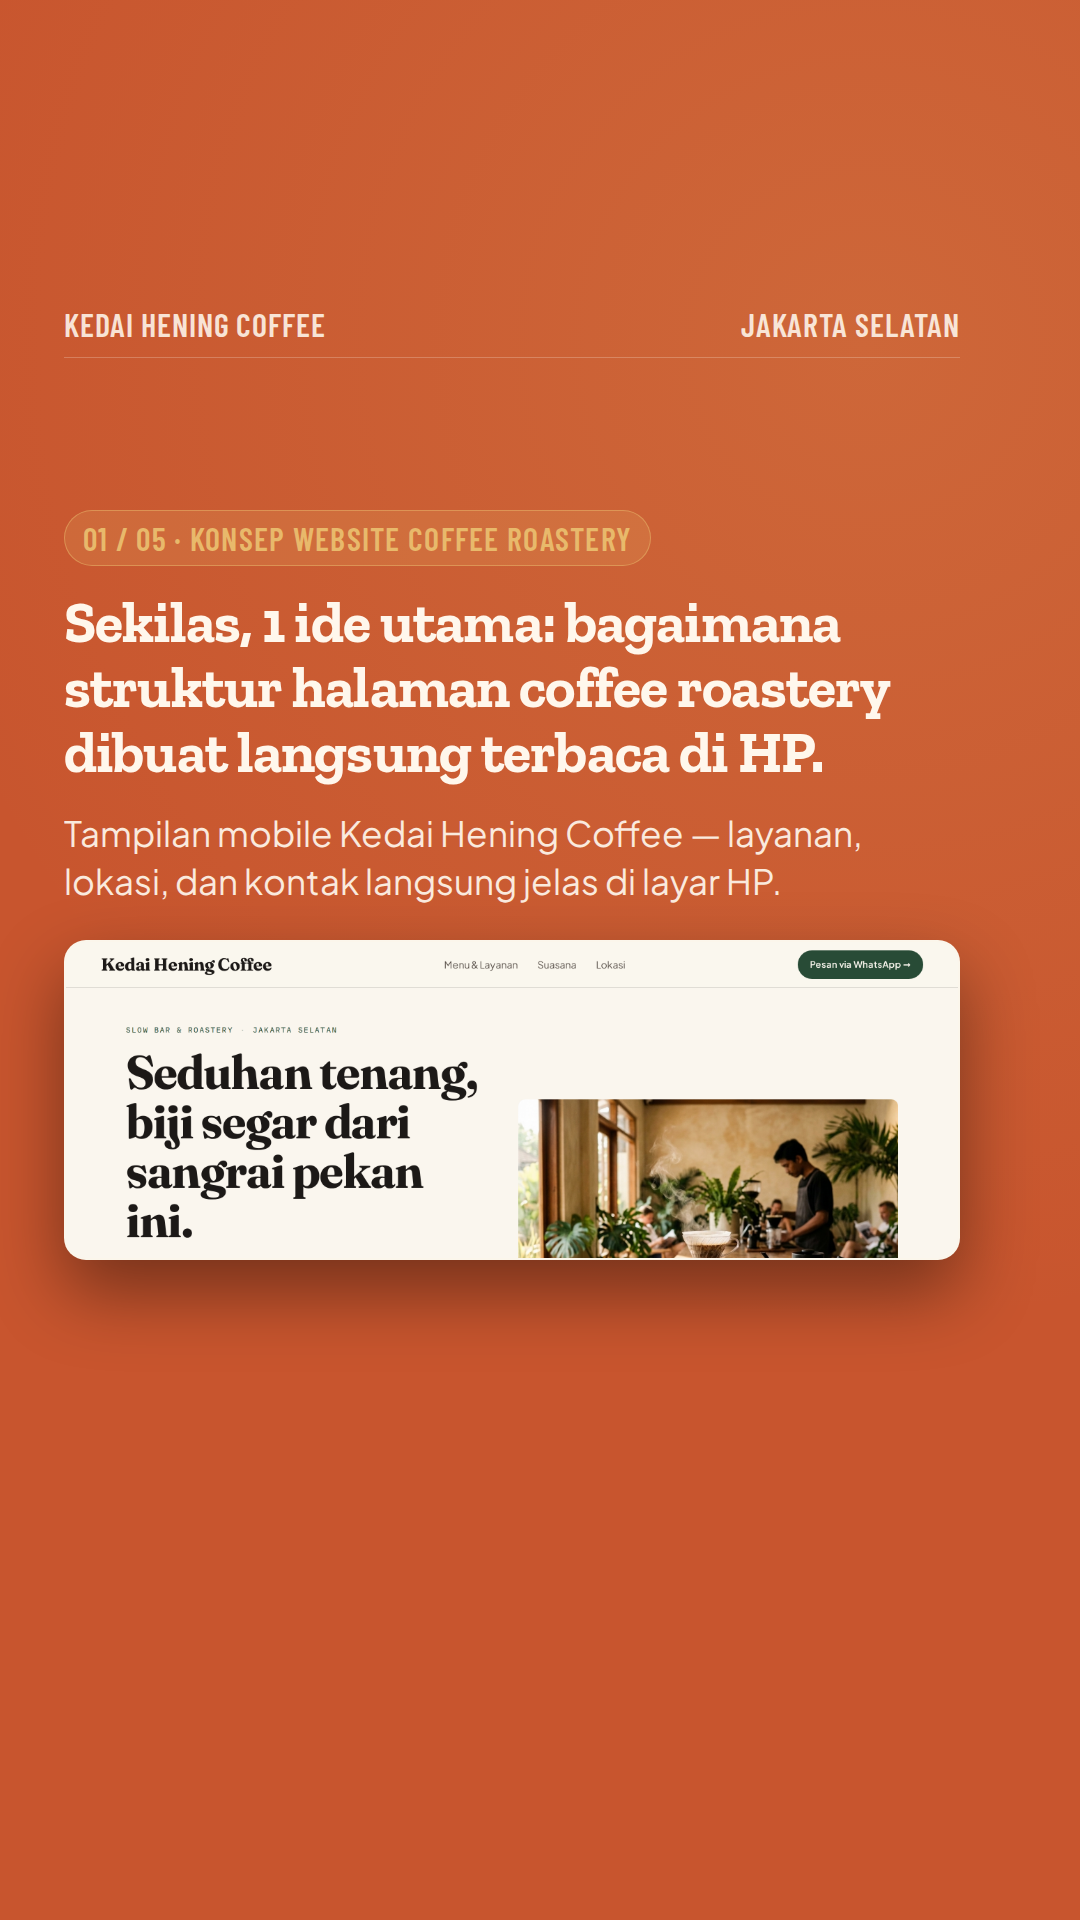 KEDAI HENING COFFEE
JAKARTA SELATAN
01 / 05 · KONSEP WEBSITE COFFEE ROASTERY
Sekilas, 1 ide utama: bagaimana
struktur halaman coffee roastery
dibuat langsung terbaca di HP.
Tampilan mobile Kedai Hening Coffee — layanan,
lokasi, dan kontak langsung jelas di layar HP.
Kedai Hening Coffee
Menu & Layanan
Suasana
Lokasi
Pesan via WhatsApp →
SLOW BAR & ROASTERY · JAKARTA SELATAN
Seduhan tenang,
biji segar dari
sangrai pekan
ini.